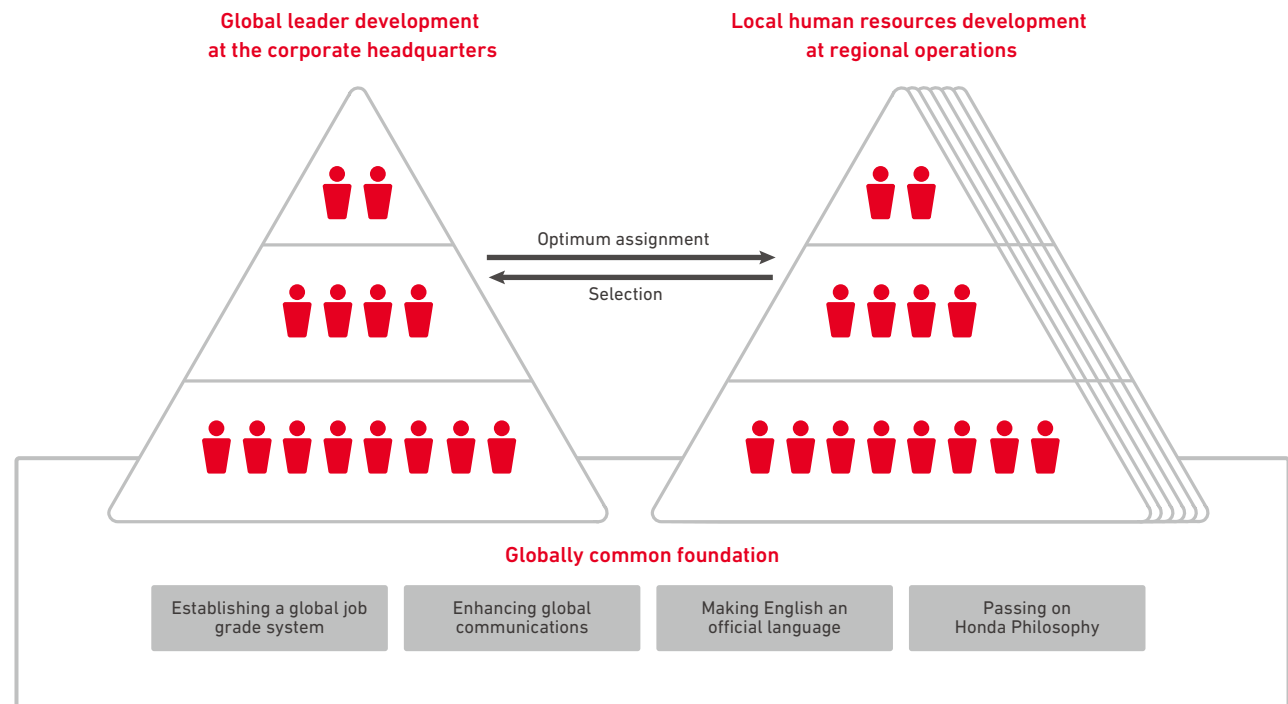 Global leader development
at the corporate headquarters
Local human resources development
at regional operations
Optimum assignment
Selection
Globally common foundation
Establishing a global job
grade system
Enhancing global
communications
Making English an
official language
Passing on
Honda Philosophy